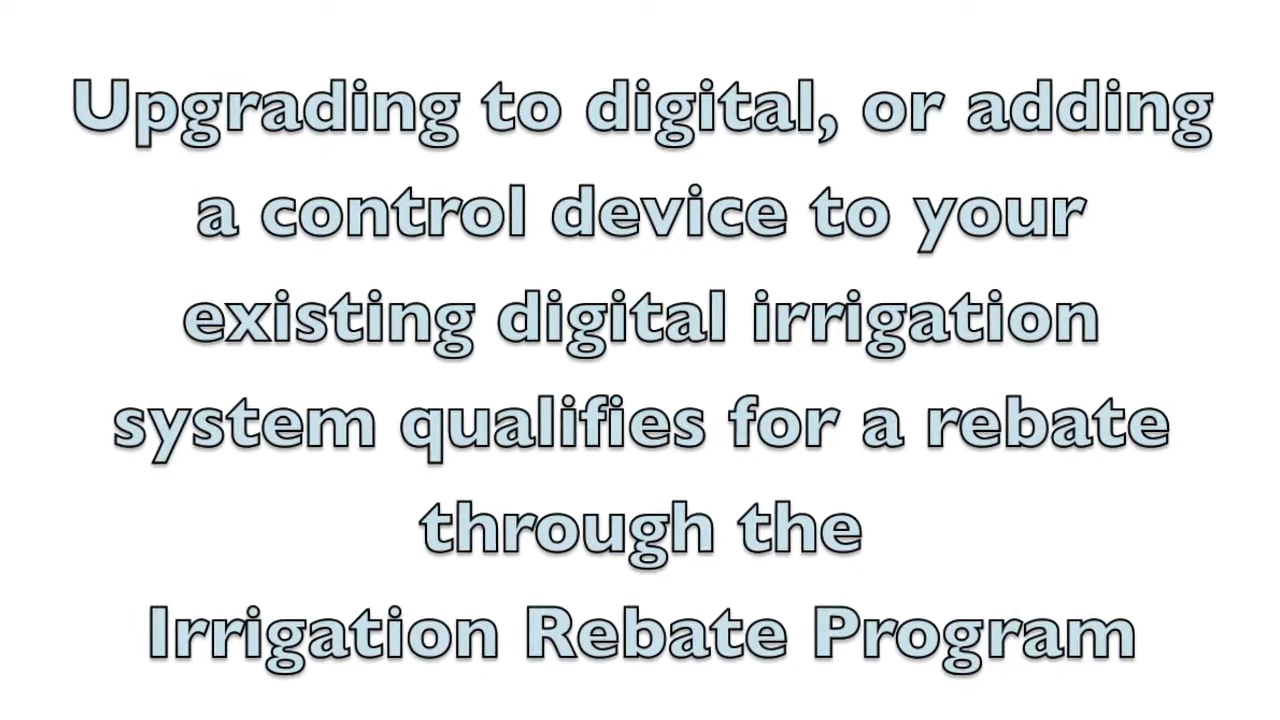 Upgrading to digital, or adding
a control device to your
existing digital irrigation
system qualifies for a rebate
through the
Irrigation Rebate Program